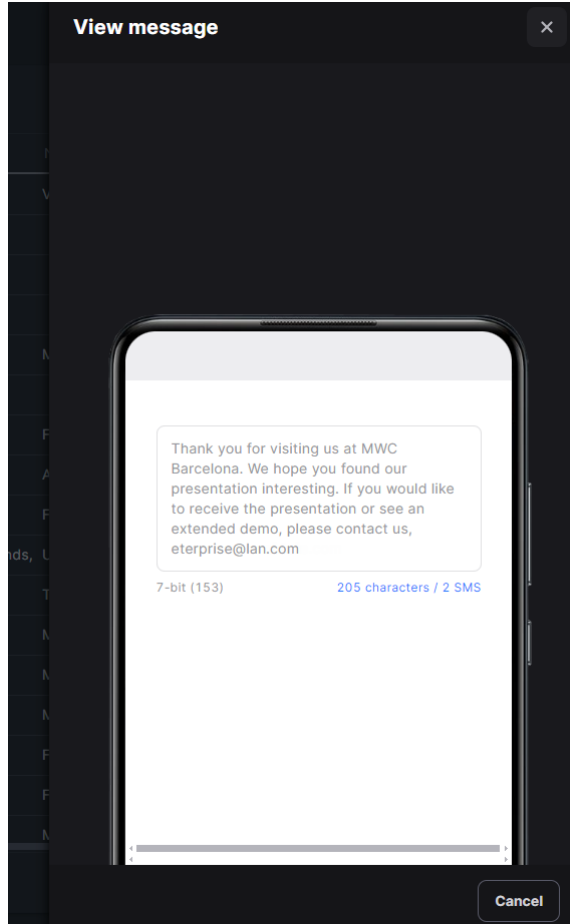 View message
Thank you for visiting us at MWC
Barcelona. We hope you found our
presentation interesting. If you would like
to receive the presentation or see an
extended demo, please contact us,
eterprise@lan.com
7-bit (153)
205 characters / 2 SMS
Cancel